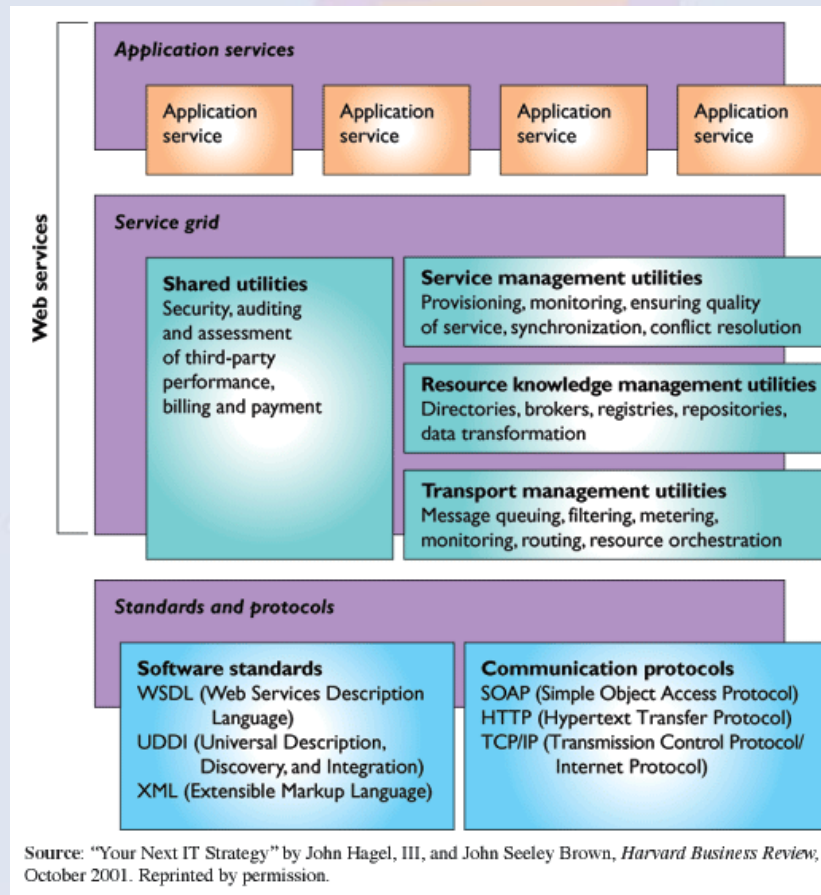 Application services
Application
service
Application
service
Application
service
Application
service
Web services
Service grid
Shared utilities
Security, auditing
and assessment
of third-party
performance,
billing and payment
Service management utilities
Provisioning, monitoring, ensuring quality
of service, synchronization, conflict resolution
Resource knowledge management utilities
Directories, brokers, registries, repositories,
data transformation
Transport management utilities
Message queuing, filtering, metering,
monitoring, routing, resource orchestration
Standards and protocols
Software standards
WSDL (Web Services Description
Language)
UDDI (Universal Description,
Discovery, and Integration)
XML (Extensible Markup Language)
Communication protocols
SOAP (Simple Object Access Protocol)
HTTP (Hypertext Transfer Protocol)
TCP/IP (Transmission Control Protocol/
Internet Protocol)
Source: “Your Next IT Strategy” by John Hagel, III, and John Seeley Brown, Harvard Business Review,
October 2001. Reprinted by permission.